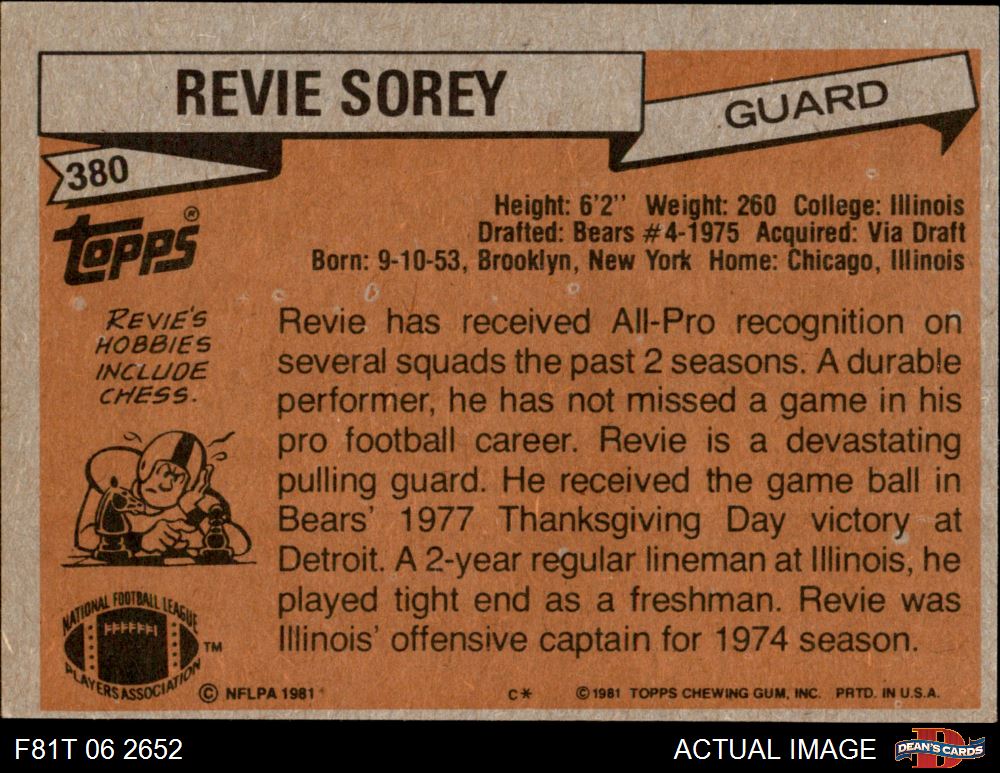 REVIE SOREY
GUARD
380
TOPPS®
Height: 6'2'' Weight: 260 College: Illinois
Drafted: Bears #4-1975 Acquired: Via Draft
Born: 9-10-53, Brooklyn, New York Home: Chicago, Illinois
REVIE'S
HOBBIES
INCLUDE
CHESS.
Revie has received All-Pro recognition on
several squads the past 2 seasons. A durable
performer, he has not missed a game in his
pro football career. Revie is a devastating
pulling guard. He received the game ball in
Bears' 1977 Thanksgiving Day victory at
Detroit. A 2-year regular lineman at Illinois, he
played tight end as a freshman. Revie was
Illinois' offensive captain for 1974 season.
NATIONAL FOOTBALL LEAGUE
PLAYERS ASSOCIATION
TM
© NFLPA 1981
C*
©1981 TOPPS CHEWING GUM, INC. PRTD. IN U.S.A.
F81T 06 2652
ACTUAL IMAGE
D
DEAN'S CARDS